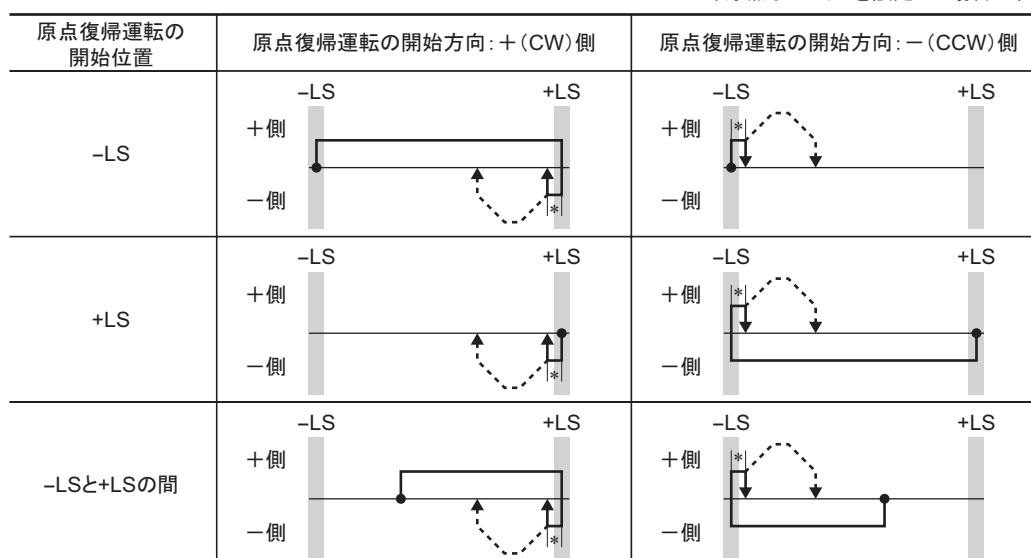 原点復帰運転の
開始位置
原点復帰運転の開始方向：＋（CW）側
原点復帰運転の開始方向：－（CCW）側
–LS
–LS +LS
＋側
－側
*
–LS +LS
＋側
－側
*
+LS
–LS +LS
＋側
－側
*
–LS +LS
＋側
－側
*
–LSと+LSの間
–LS +LS
＋側
－側
*
–LS +LS
＋側
－側
*